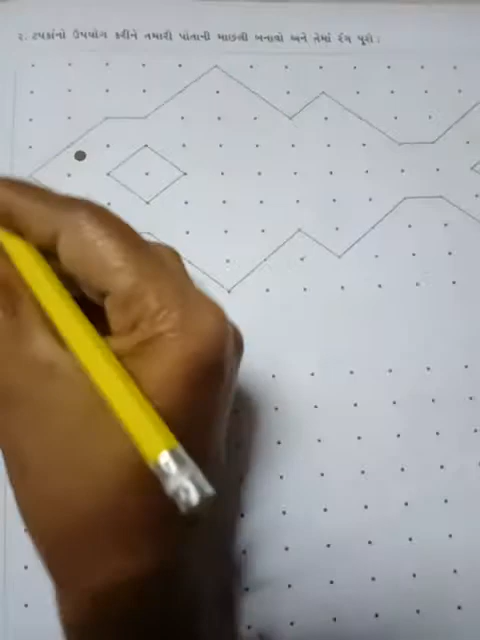 ૨. ટપકાંનો ઉપયોગ કરીને તમારી પોતાની માછલી બનાવો અને તેમાં રંગ પુરો :